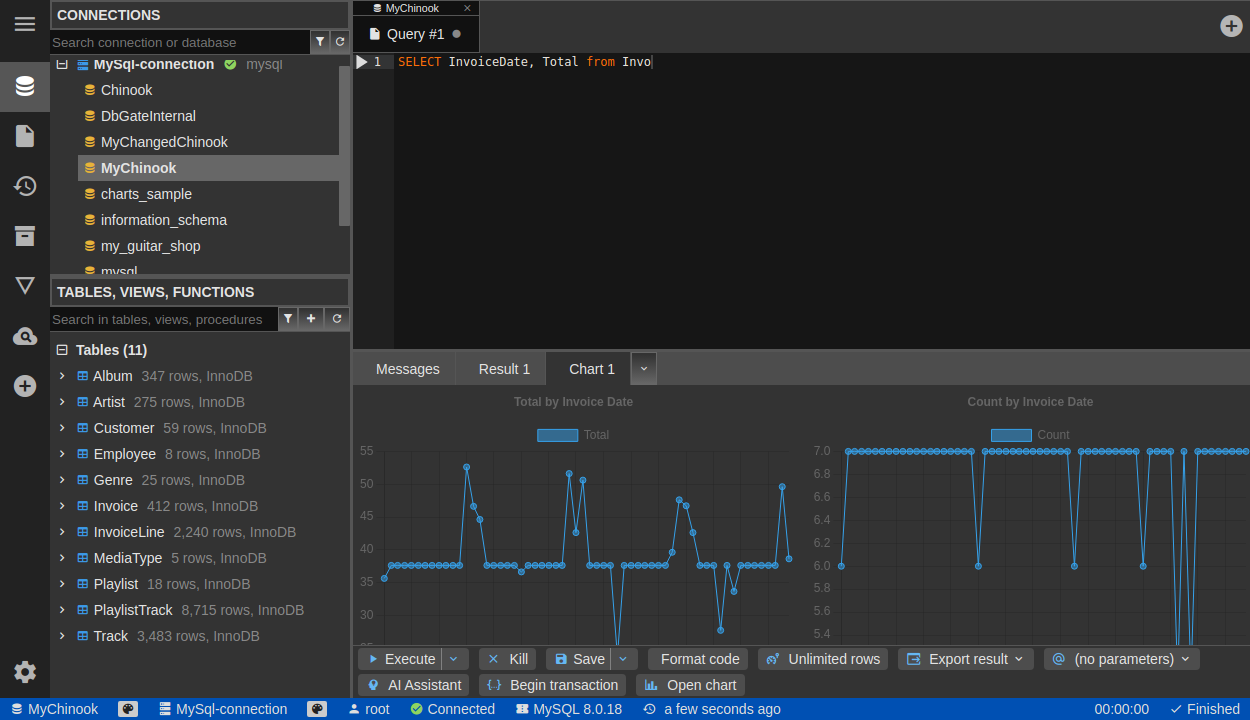 CONNECTIONS
Search connection or database
MySql-connection mysql
Chinook
DbGateInternal
MyChangedChinook
MyChinook
charts_sample
information_schema
my_guitar_shop
mysql
TABLES, VIEWS, FUNCTIONS
Search in tables, views, procedures
Tables (11)
Album 347 rows, InnoDB
Artist 275 rows, InnoDB
Customer 59 rows, InnoDB
Employee 8 rows, InnoDB
Genre 25 rows, InnoDB
Invoice 412 rows, InnoDB
InvoiceLine 2,240 rows, InnoDB
MediaType 5 rows, InnoDB
Playlist 18 rows, InnoDB
PlaylistTrack 8,715 rows, InnoDB
Track 3,483 rows, InnoDB
MyChinook
Query #1
1 SELECT InvoiceDate, Total from Invo
Messages Result 1 Chart 1
Total by Invoice Date
Total
55
50
45
40
35
30
25
Count by Invoice Date
Count
7.0
6.8
6.6
6.4
6.2
6.0
5.8
5.6
5.4
Execute Kill Save Format code Unlimited rows Export result (no parameters)
AI Assistant Begin transaction Open chart
MyChinook MySql-connection root Connected MySQL 8.0.18 a few seconds ago 00:00:00 Finished